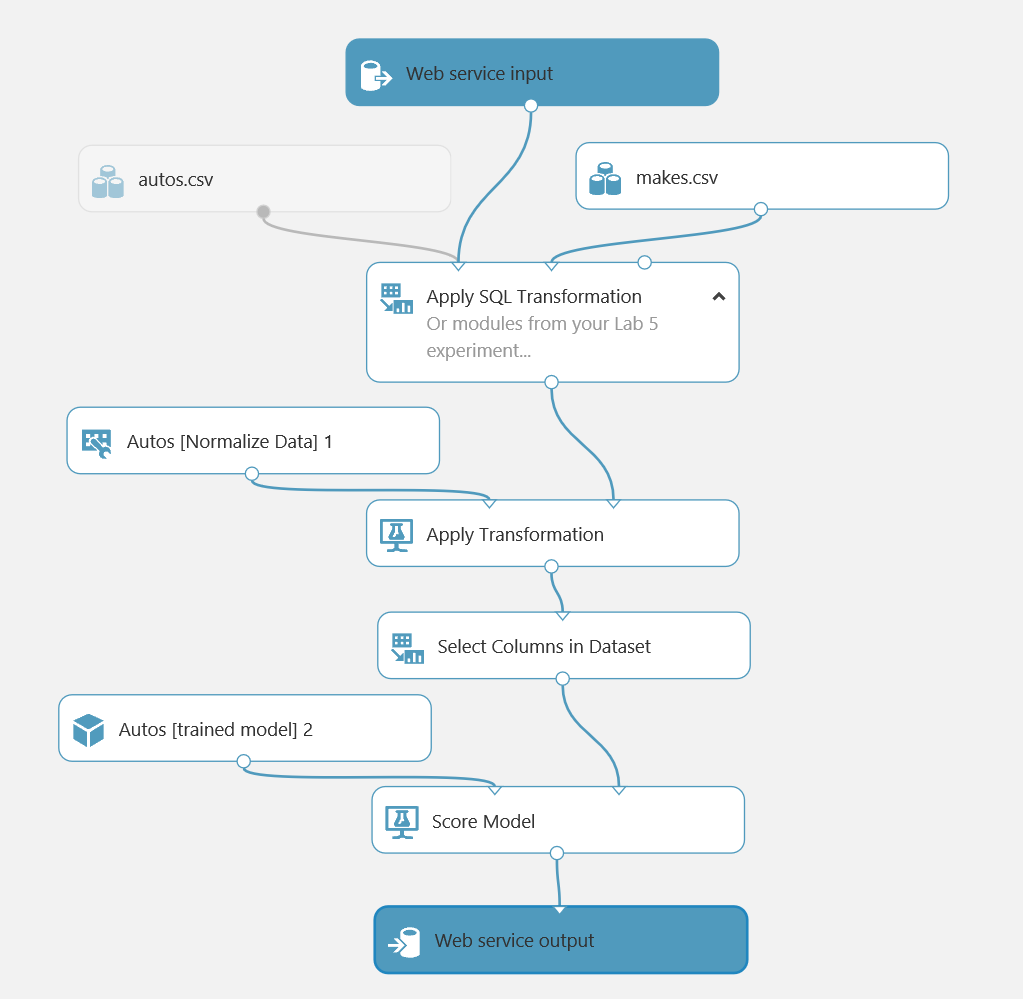 Web service input
autos.csv
makes.csv
Apply SQL Transformation
Or modules from your Lab 5
experiment...
Autos [Normalize Data] 1
Apply Transformation
Select Columns in Dataset
Autos [trained model] 2
Score Model
Web service output